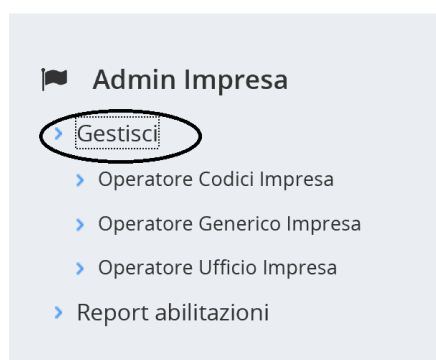 Admin Impresa
Gestisci
Operatore Codici Impresa
Operatore Generico Impresa
Operatore Ufficio Impresa
Report abilitazioni